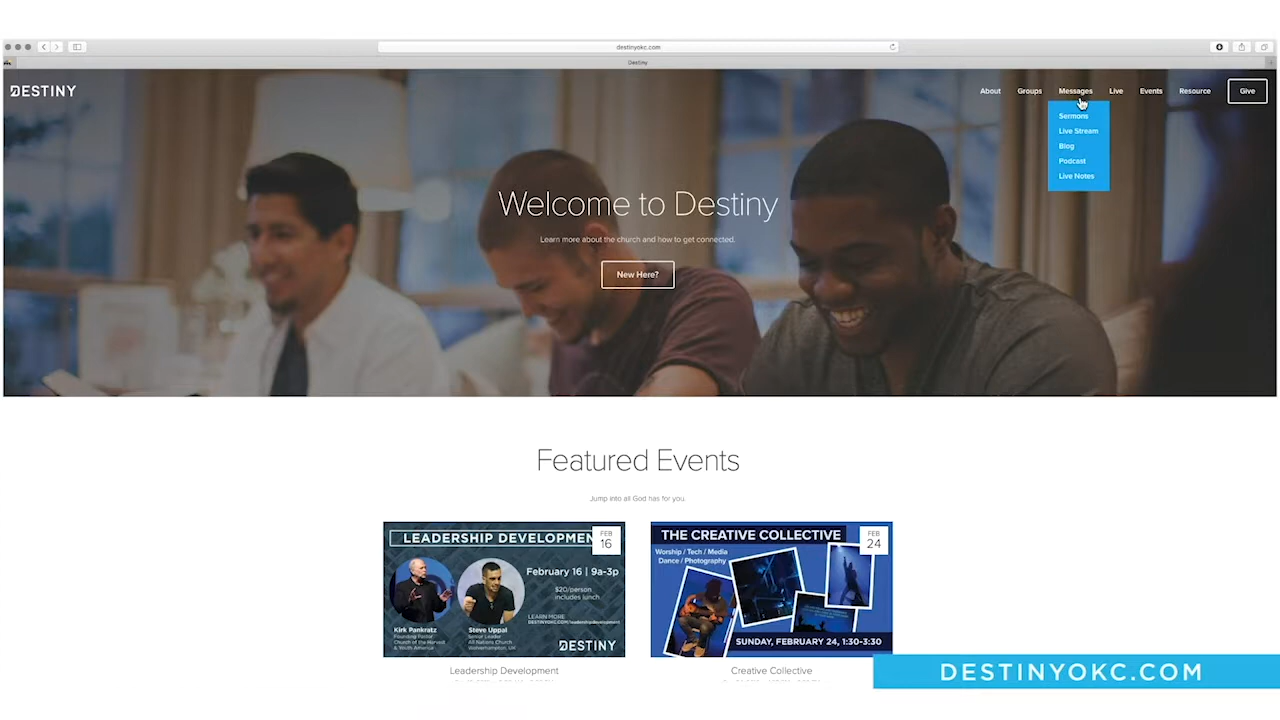 destinyokc.com
Destiny
DESTINY
About
Groups
Messages
Live
Events
Resource
Give
Sermons
Live Stream
Blog
Podcast
Live Notes
Welcome to Destiny
Learn more about the church and how to get connected.
New Here?
Featured Events
Jump into all God has for you
LEADERSHIP DEVELOPMEN
FEB
16
February 16 | 9a-3p
$20/person
includes lunch
LEARN MORE
DESTINYOKC.COM/leadershipdevelopment
Kirk Pankratz
Founding Pastor
Church of the Harvest
& Youth America
Steve Uppal
Senior Leader
All Nations Church
Wolverhampton, UK
DESTINY
Leadership Development
THE CREATIVE COLLECTIVE
FEB
24
Worship / Tech / Media
Dance / Photography
SUNDAY, FEBRUARY 24, 1:30-3:30
Creative Collective
DESTINYOKC.COM